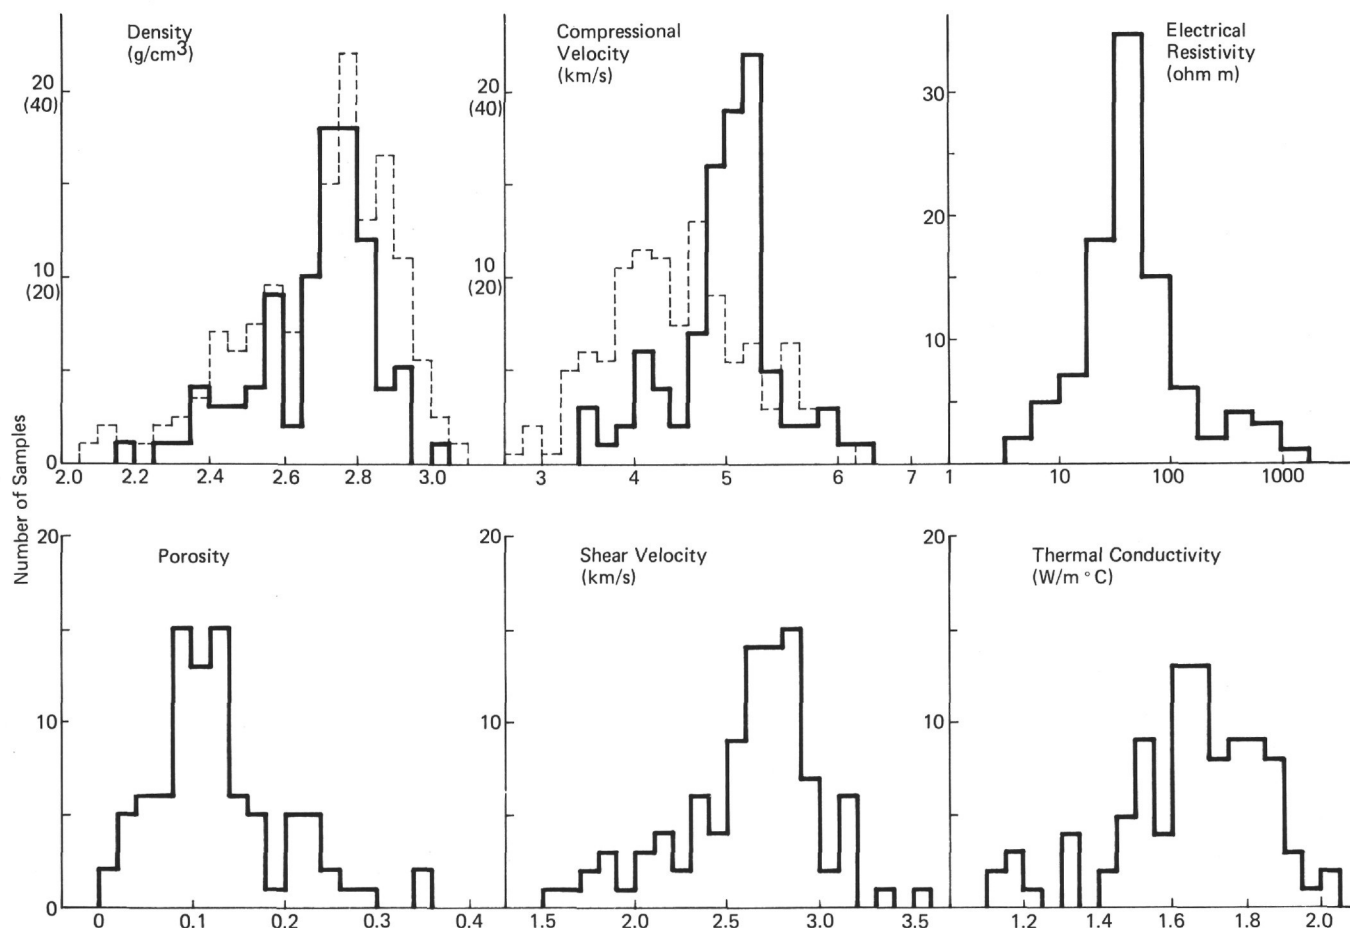 Number of Samples
Density
(g/cm3)
20
(40)
10
(20)
0
2.0 2.2 2.4 2.6 2.8 3.0
Compressional
Velocity
(km/s)
20
(40)
10
(20)
3 4 5 6 7
Electrical
Resistivity
(ohm m)
30
20
10
1 10 100 1000
Porosity
20
10
0
0 0.1 0.2 0.3 0.4
Shear Velocity
(km/s)
20
10
1.5 2.0 2.5 3.0 3.5
Thermal Conductivity
(W/m °C)
20
10
1.2 1.4 1.6 1.8 2.0